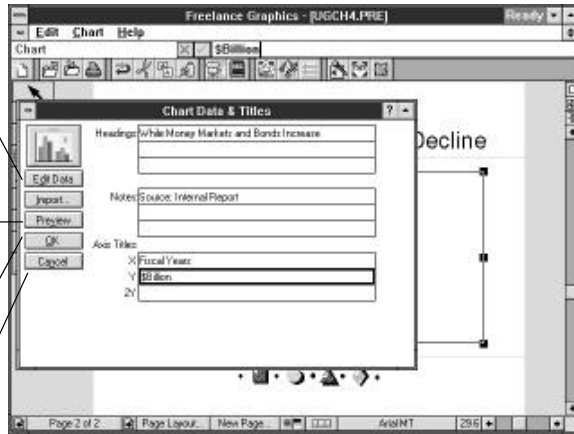 Freelance Graphics - [UGCH4.PRE]
Ready
Edit Chart Help
Chart
$Billion
Chart Data & Titles
?
Decline
Headings:
While Money Markets and Bonds Increase
Edit Data
Import...
Notes:
Source: Internal Report
Preview
OK
Axis Titles:
Cancel
X Fiscal Years
Y $Billion
2Y
Page 2 of 2
Page Layout...
New Page...
Arial MT
29.6